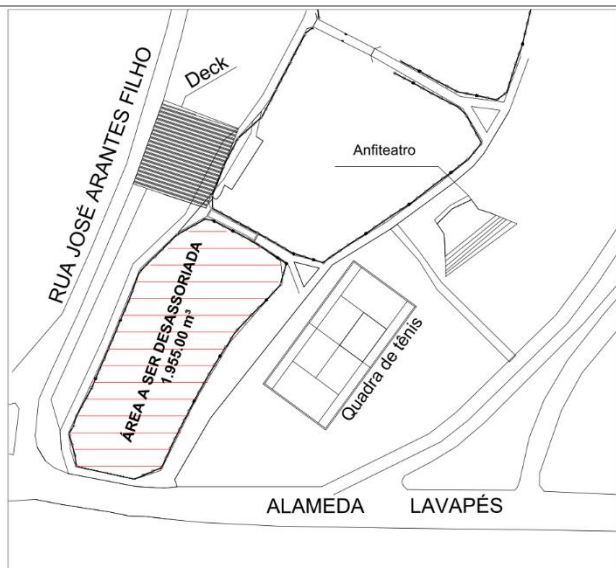 Deck
RUA JOSÉ ARANTES FILHO
Anfiteatro
ÁREA A SER DESASSORIADA
1.955.00 m³
Quadra de tênis
ALAMEDA LAVAPÉS